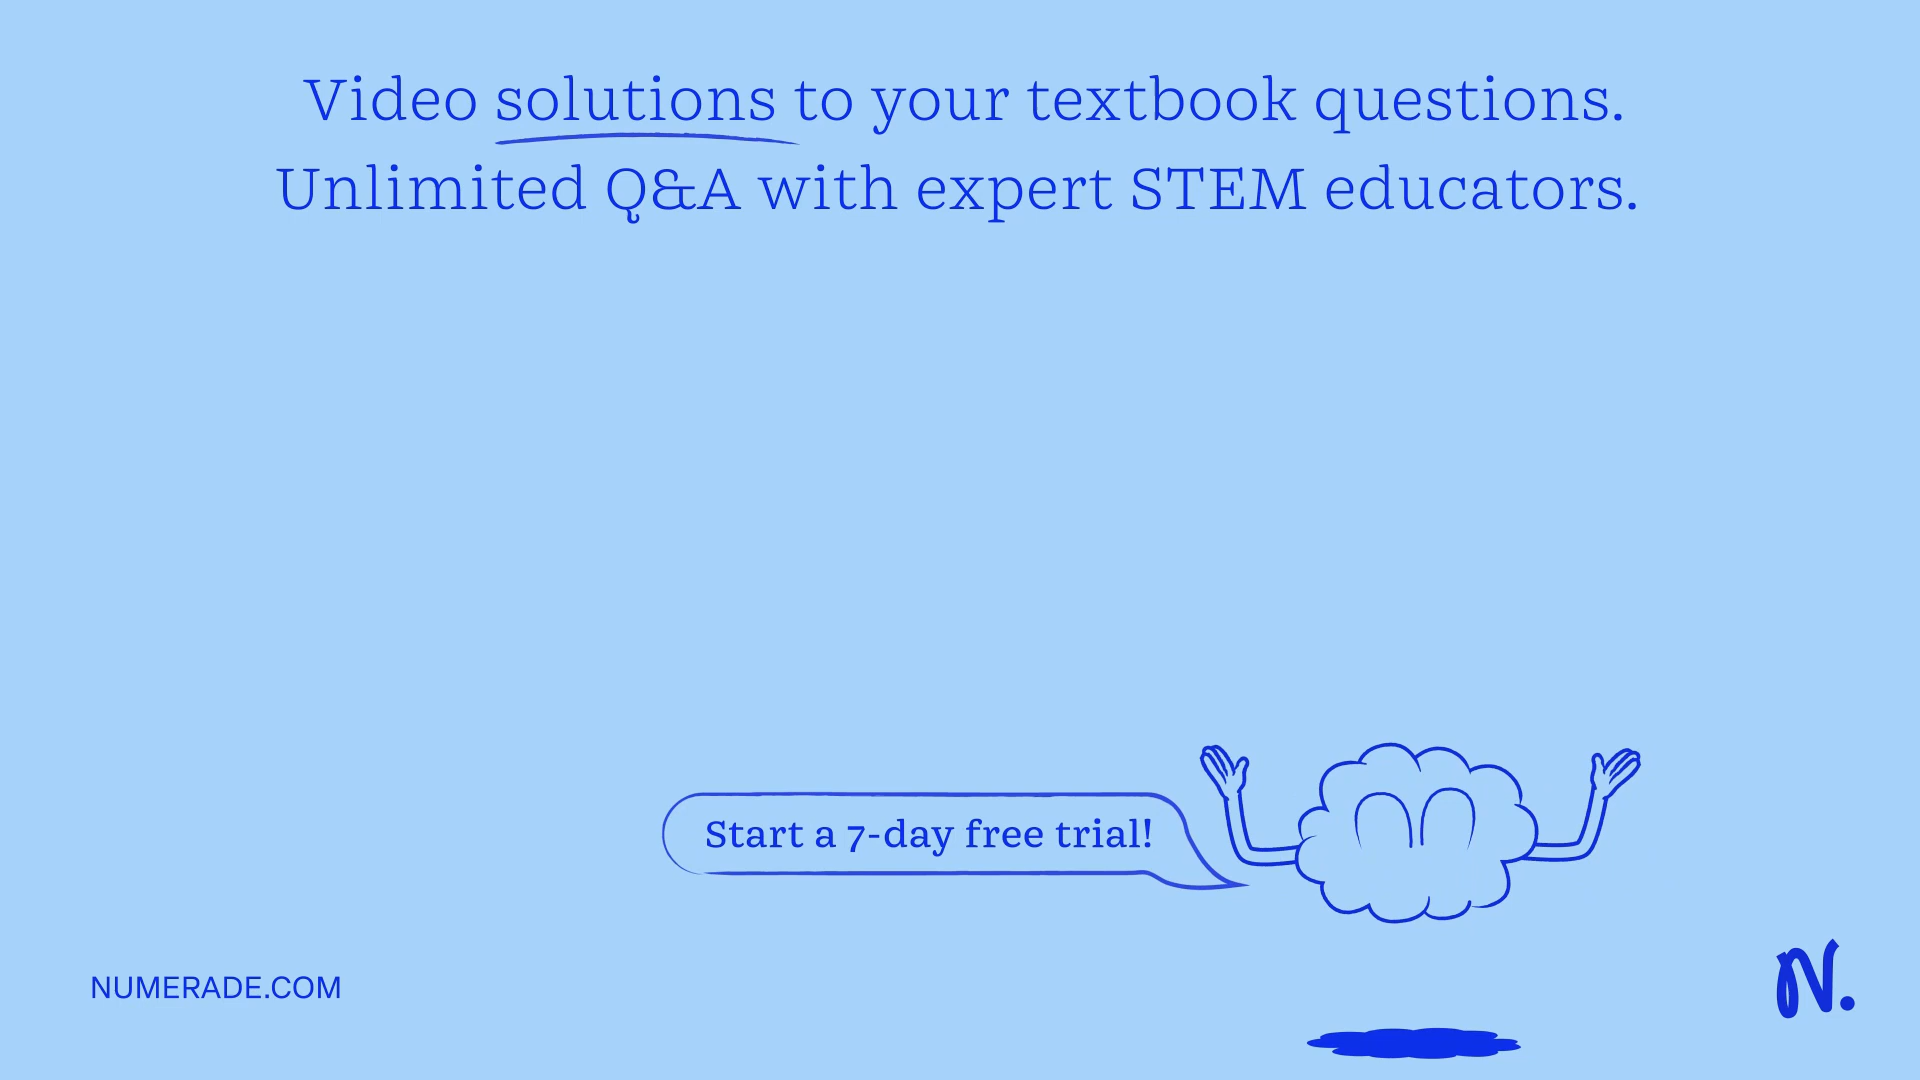 Video solutions to your textbook questions.
Unlimited Q&A with expert STEM educators.
Start a 7-day free trial!
NUMERADE.COM
N.